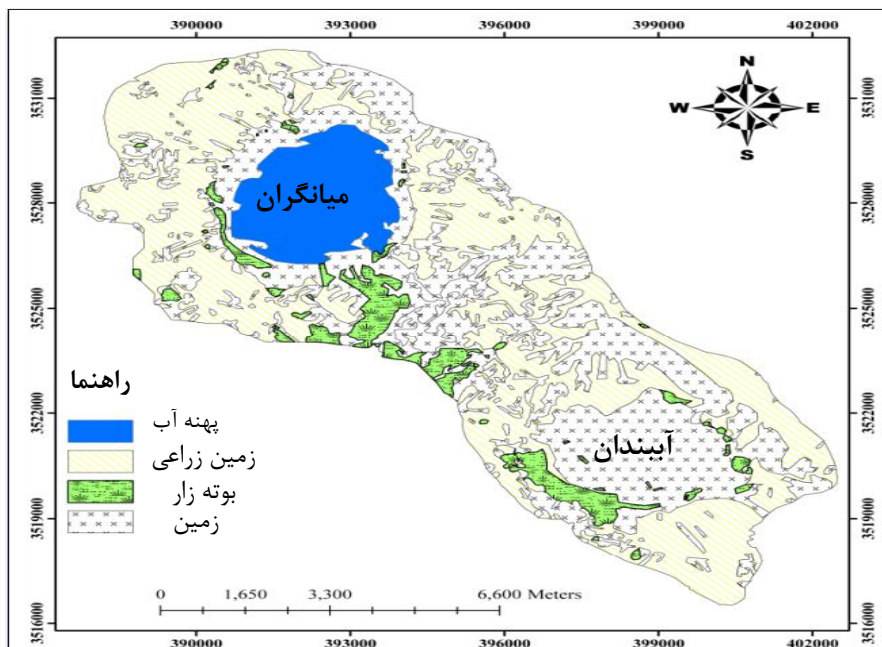 390000 393000 396000 399000 402000
N
W E
S
3531000 3531000
میانگران
3528000 3528000
3525000 3525000
راهنما
پهنه آب
زمین زراعی
بوته زار
زمین
آببندان
3522000 3522000
3519000 3519000
0 1,650 3,300 6,600 Meters
3516000 3516000
390000 393000 396000 399000 402000